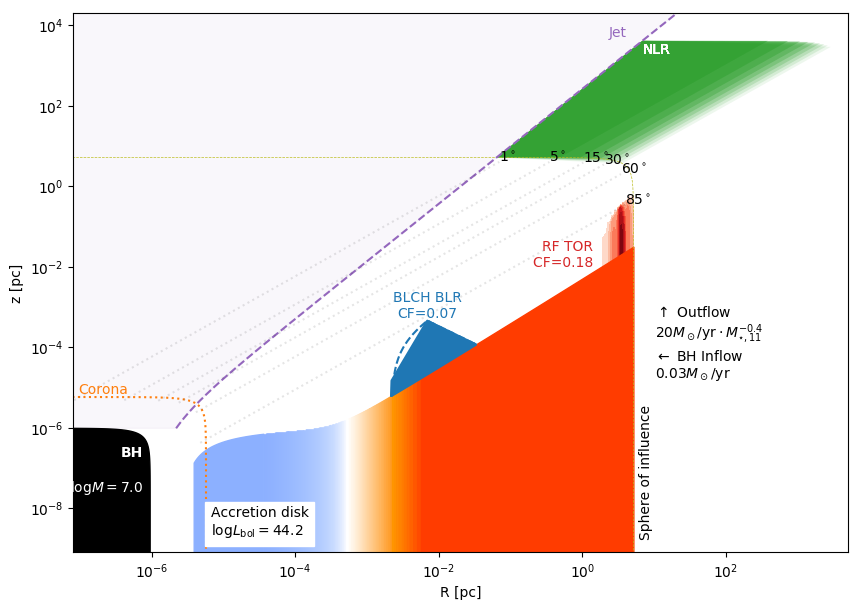 Jet
NLR
1°
5°
15°
30°
60°
85°
RF TOR
CF=0.18
BLCH BLR
CF=0.07
↑ Outflow
20M⊙/yr · M⋆,11^−0.4
← BH Inflow
0.03M⊙/yr
Corona
BH
logM = 7.0
Accretion disk
logLbol = 44.2
Sphere of influence
z [pc]
10^4
10^2
10^0
10^−2
10^−4
10^−6
10^−8
10^−6
10^−4
10^−2
10^0
10^2
R [pc]